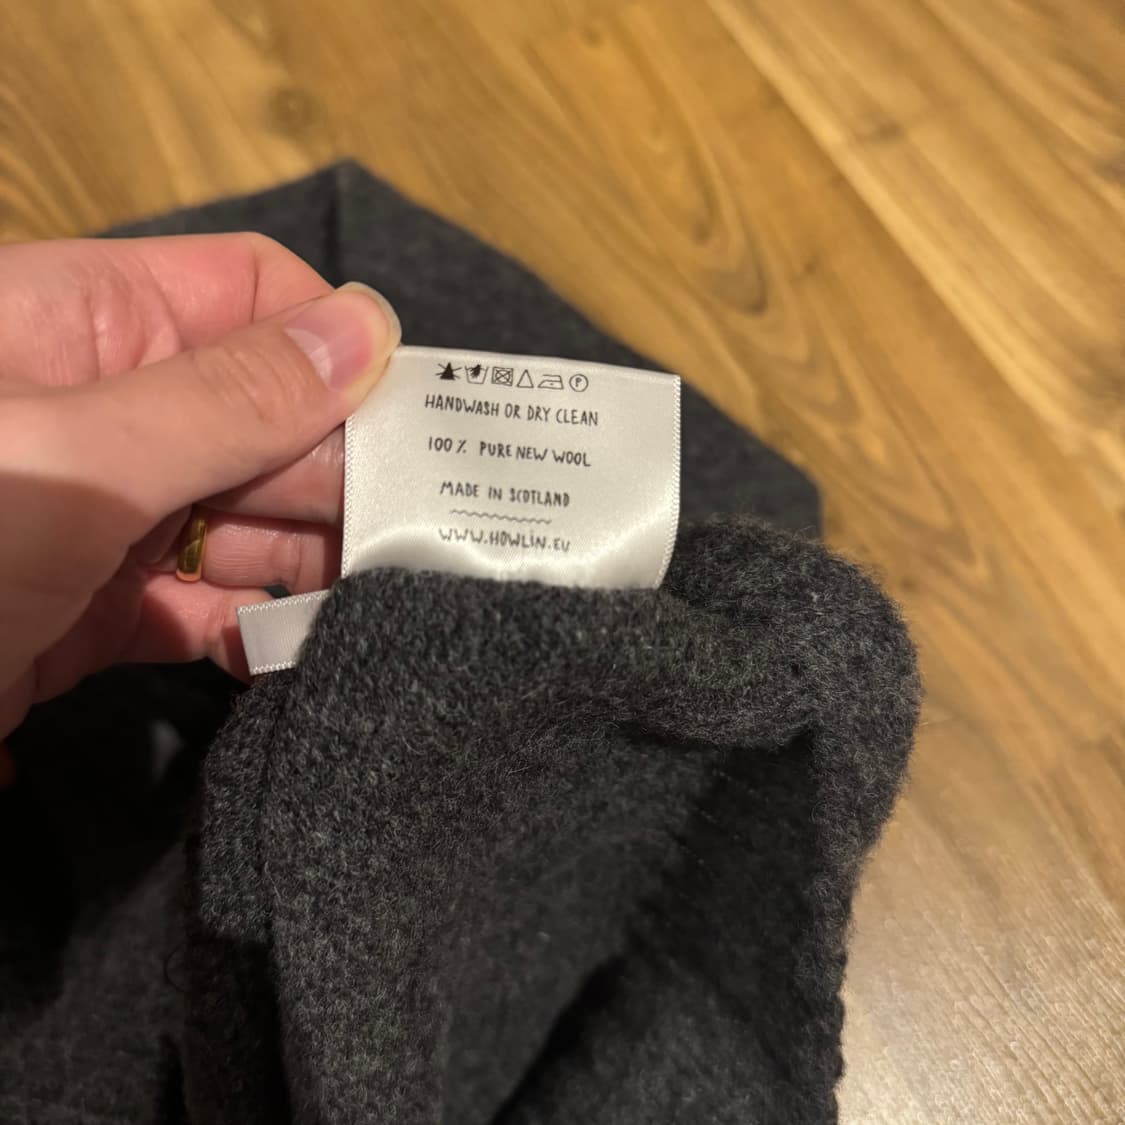 P
HANDWASH OR DRY CLEAN
100% PURE NEW WOOL
MADE IN SCOTLAND
WWW.HOWLIN.EU